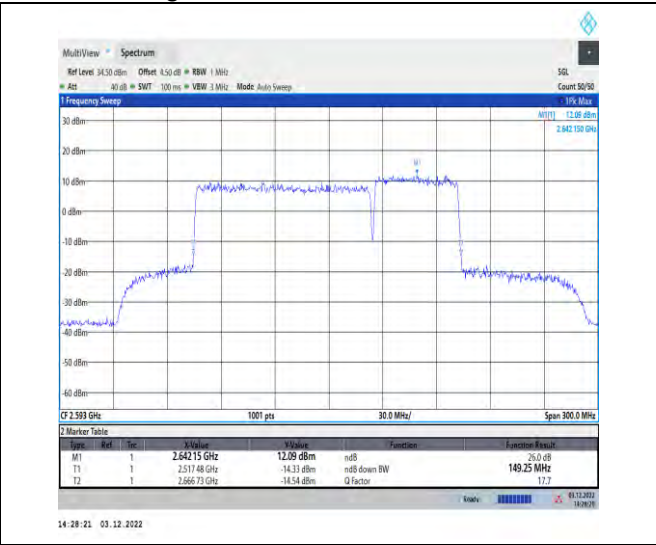 MultiView Spectrum
Ref Level 34.50 dBm Offset 4.50 dB RBW 1 MHz SGL
Att 40 dB SWT 100 ms VBW 3 MHz Mode Auto Sweep Count 50/50
1 Frequency Sweep 1Pk Max
M1[1] 12.09 dBm
2.642 150 GHz
30 dBm
20 dBm
M1
10 dBm
0 dBm
-10 dBm
-20 dBm
-30 dBm
-40 dBm
-50 dBm
-60 dBm
CF 2.593 GHz 1001 pts 30.0 MHz/ Span 300.0 MHz
2 Marker Table
Type Ref Trc X-Value Y-Value Function Function Result
M1 1 2.64215 GHz 12.09 dBm ndB 26.0 dB
T1 1 2.517 48 GHz -14.33 dBm ndB down BW 149.25 MHz
T2 1 2.666 73 GHz -14.54 dBm Q Factor 17.7
Ready 03.12.2022
14:28:21 03.12.2022